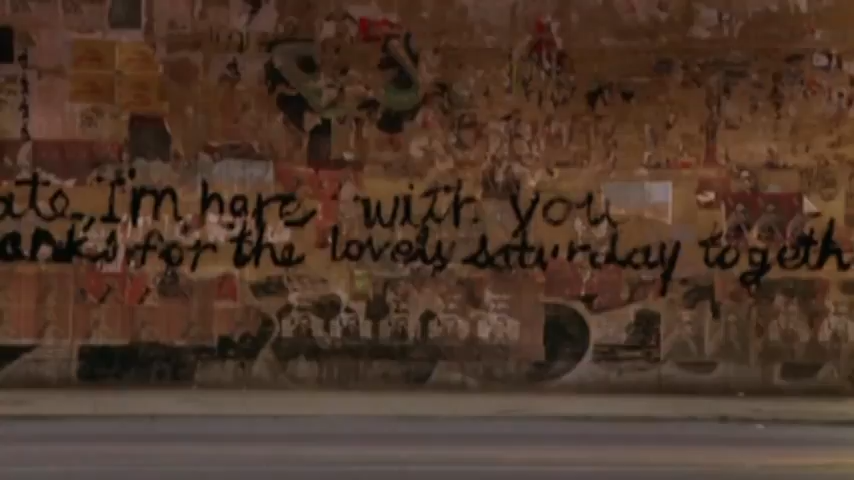 ate, I'm here with you
anks for the lovely saturday togeth